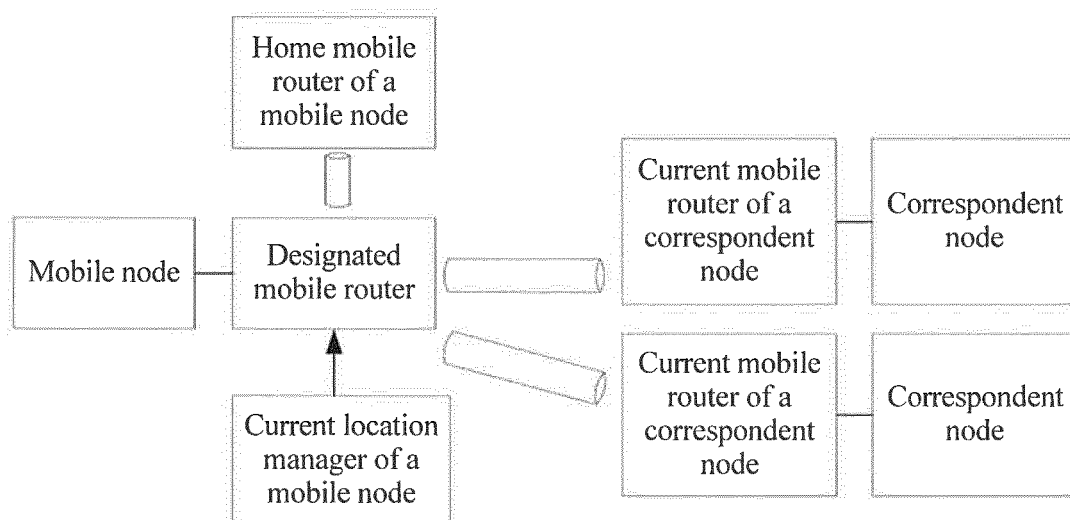 Home mobile
router of a
mobile node
Mobile node
Designated
mobile router
Current mobile
router of a
correspondent
node
Correspondent
node
Current location
manager of a
mobile node
Current mobile
router of a
correspondent
node
Correspondent
node